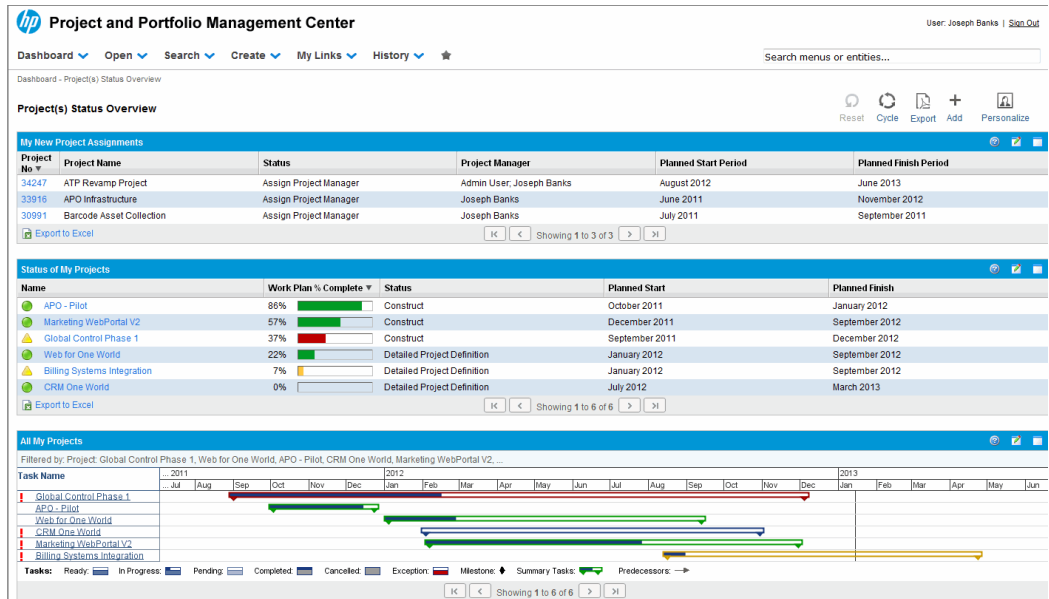 hp Project and Portfolio Management Center
User: Joseph Banks | Sign Out
Dashboard Open Search Create My Links History
Search menus or entities...
Dashboard - Project(s) Status Overview
Project(s) Status Overview
Reset Cycle Export Add Personalize
My New Project Assignments
Project No Project Name Status Project Manager Planned Start Period Planned Finish Period
34247 ATP Revamp Project Assign Project Manager Admin User; Joseph Banks August 2012 June 2013
33916 APO Infrastructure Assign Project Manager Joseph Banks June 2011 November 2012
30991 Barcode Asset Collection Assign Project Manager Joseph Banks July 2011 September 2011
Export to Excel Showing 1 to 3 of 3
Status of My Projects
Name Work Plan % Complete Status Planned Start Planned Finish
APO - Pilot 86% Construct October 2011 January 2012
Marketing WebPortal V2 57% Construct December 2011 September 2012
Global Control Phase 1 37% Construct September 2011 December 2012
Web for One World 22% Detailed Project Definition January 2012 September 2012
Billing Systems Integration 7% Detailed Project Definition January 2012 September 2012
CRM One World 0% Detailed Project Definition July 2012 March 2013
Export to Excel Showing 1 to 6 of 6
All My Projects
Filtered by: Project: Global Control Phase 1, Web for One World, APO - Pilot, CRM One World, Marketing WebPortal V2, ...
Task Name ... 2011 2012 2013
... Jul Aug Sep Oct Nov Dec Jan Feb Mar Apr May Jun Jul Aug Sep Oct Nov Dec Jan Feb Mar Apr May Jun
! Global Control Phase 1
APO - Pilot
Web for One World
! CRM One World
! Marketing WebPortal V2
! Billing Systems Integration
Tasks: Ready: In Progress: Pending: Completed: Cancelled: Exception: Milestone: Summary Tasks: Predecessors:
Showing 1 to 6 of 6